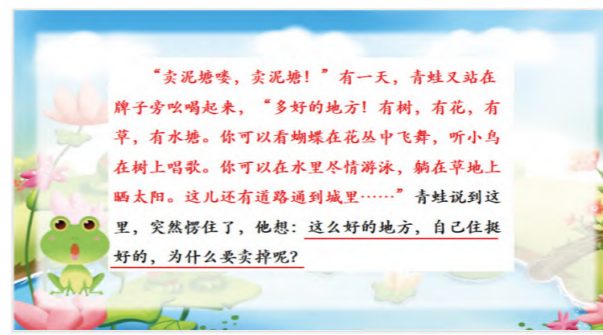 “卖泥塘喽，卖泥塘！”有一天，青蛙又站在
牌子旁吆喝起来，“多好的地方！有树，有花，有
草，有水塘。你可以看蝴蝶在花丛中飞舞，听小鸟
在树上唱歌。你可以在水里尽情游泳，躺在草地上
晒太阳。这儿还有道路通到城里……”青蛙说到这
里，突然愣住了，他想：这么好的地方，自己住挺
好的，为什么要卖掉呢？